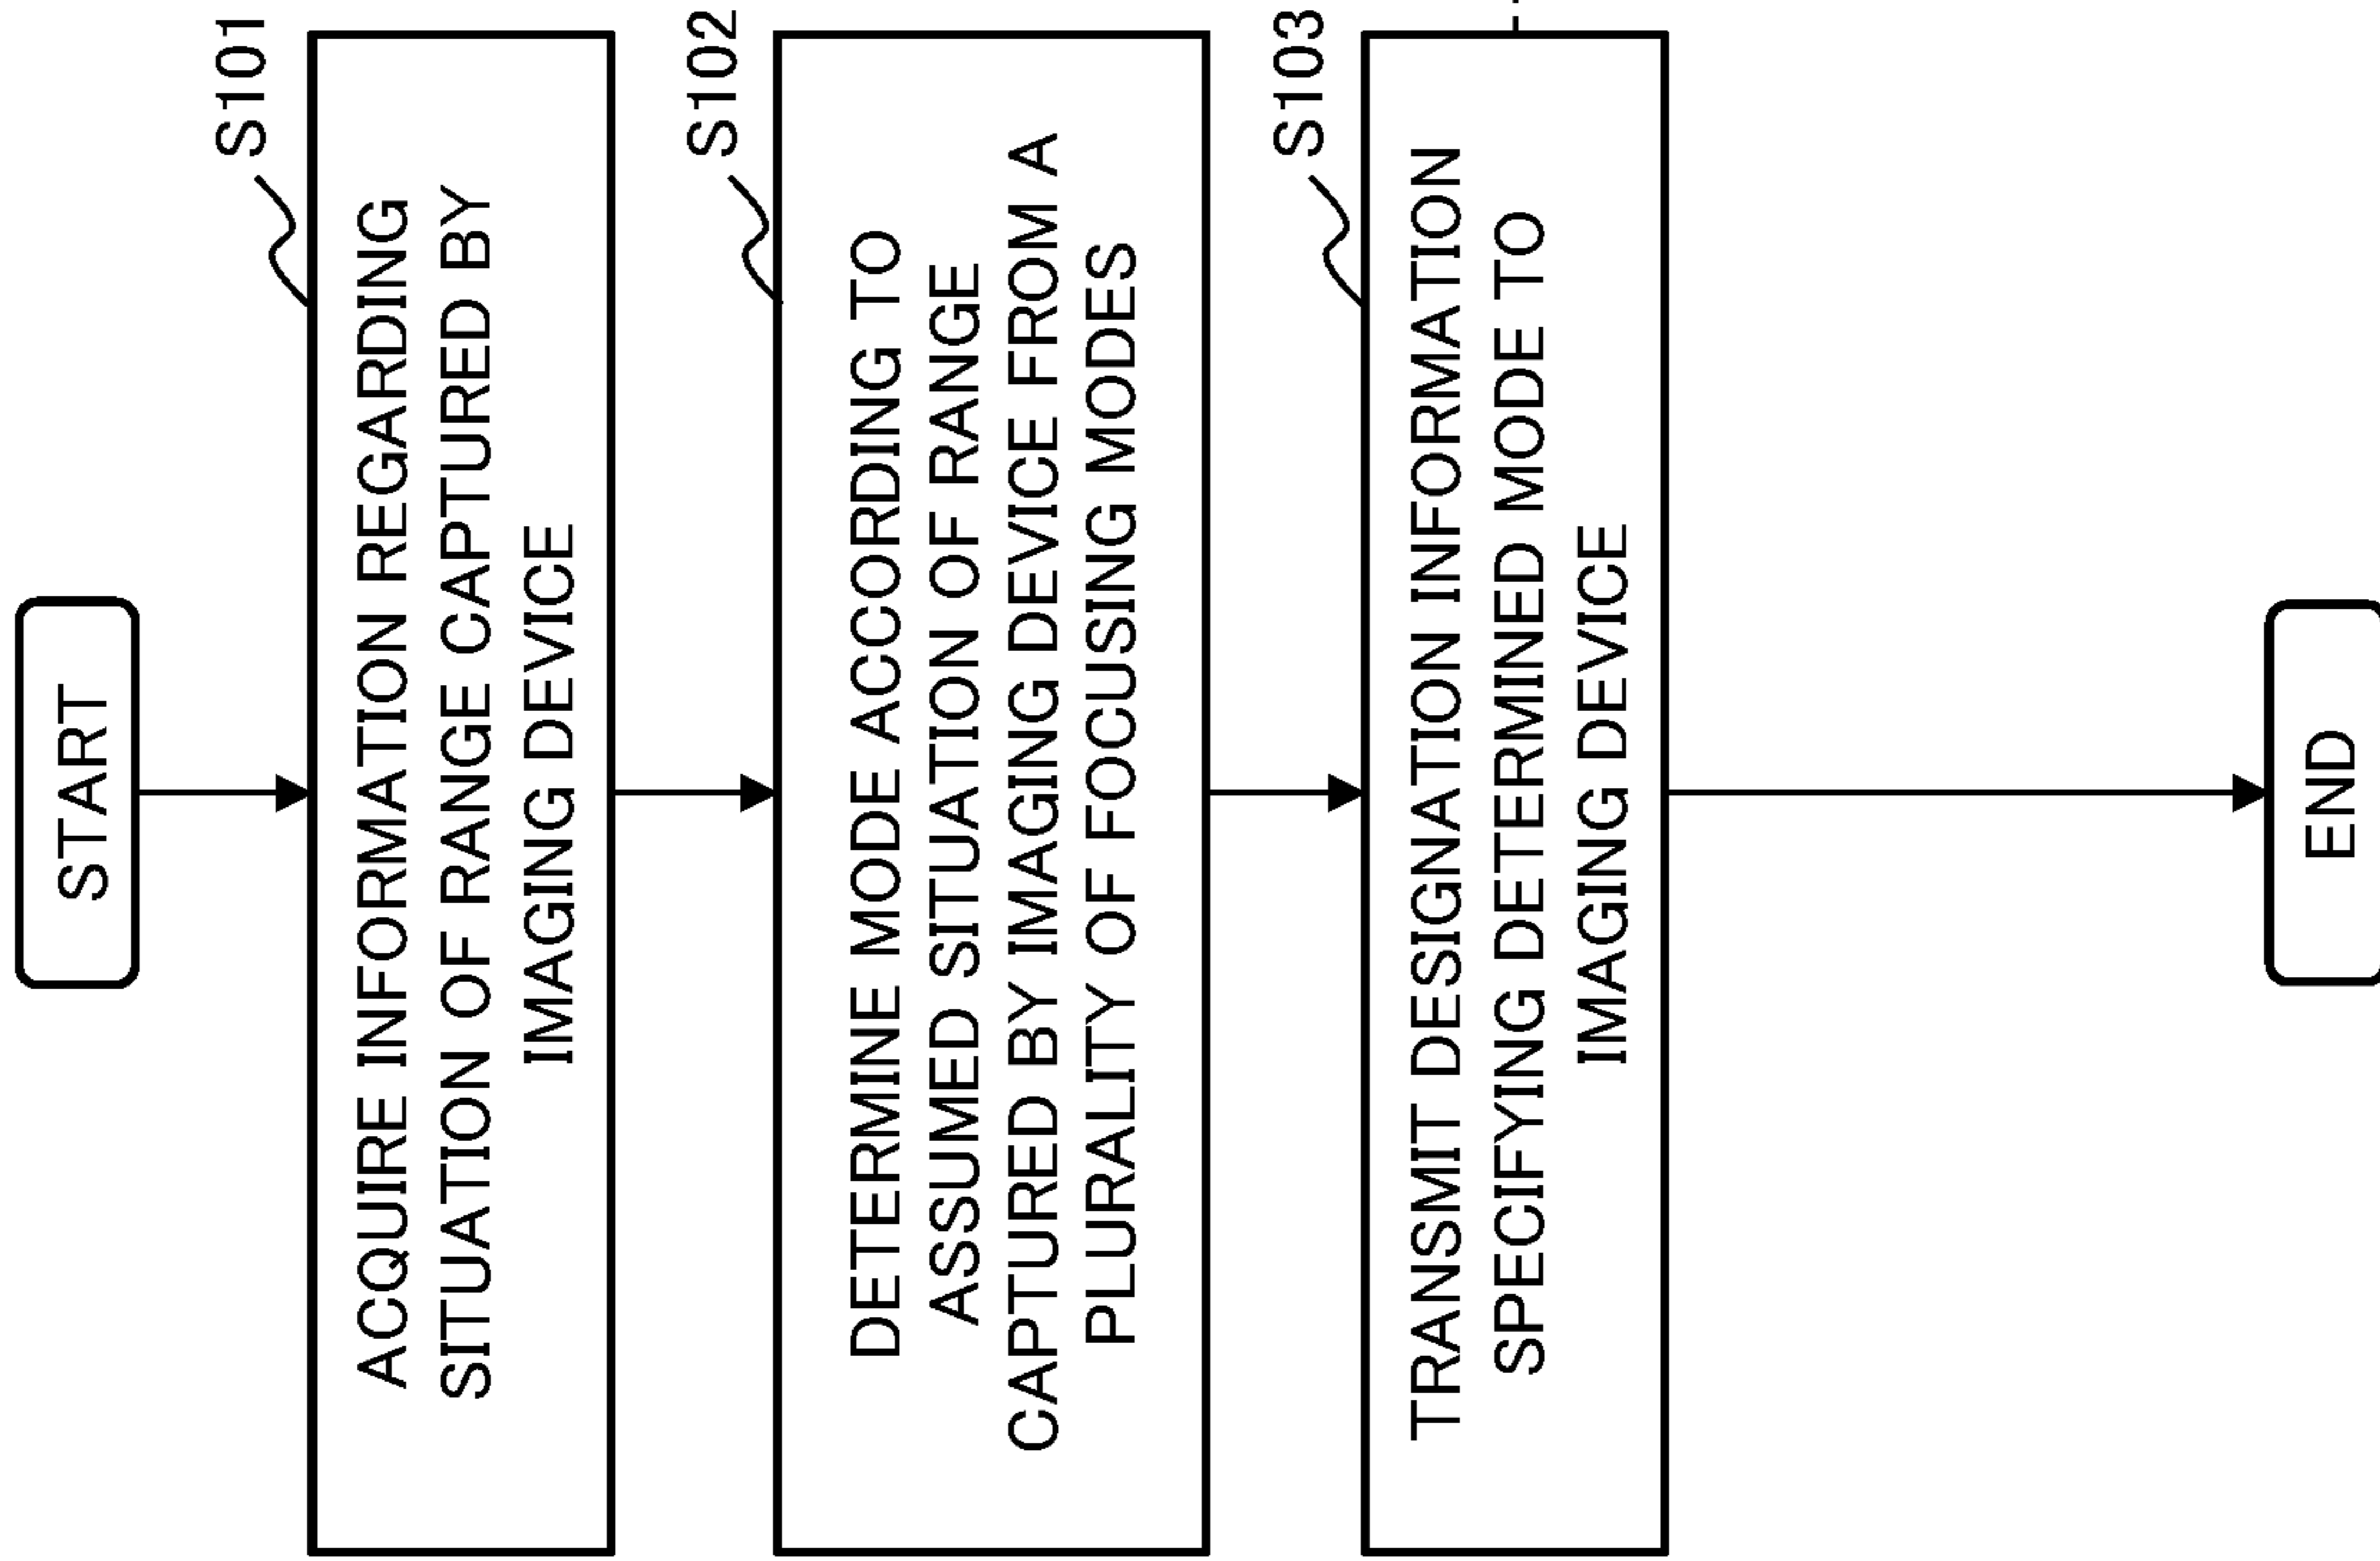 START
S101
ACQUIRE INFORMATION REGARDING
SITUATION OF RANGE CAPTURED BY
IMAGING DEVICE
S102
DETERMINE MODE ACCORDING TO
ASSUMED SITUATION OF RANGE
CAPTURED BY IMAGING DEVICE FROM A
PLURALITY OF FOCUSING MODES
S103
TRANSMIT DESIGNATION INFORMATION
SPECIFYING DETERMINED MODE TO
IMAGING DEVICE
END